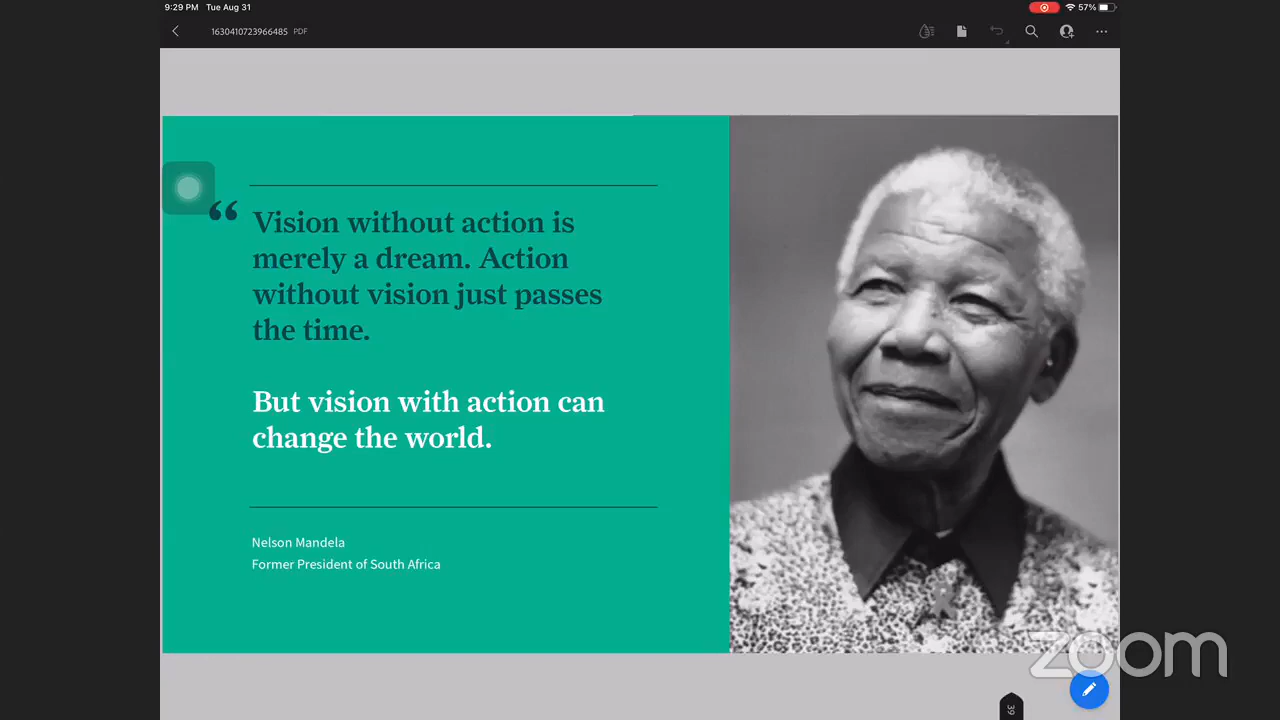 9:29 PM Tue Aug 31
57%
1630410723966485 PDF
“ Vision without action is
merely a dream. Action
without vision just passes
the time.
But vision with action can
change the world.
Nelson Mandela
Former President of South Africa
zoom
39